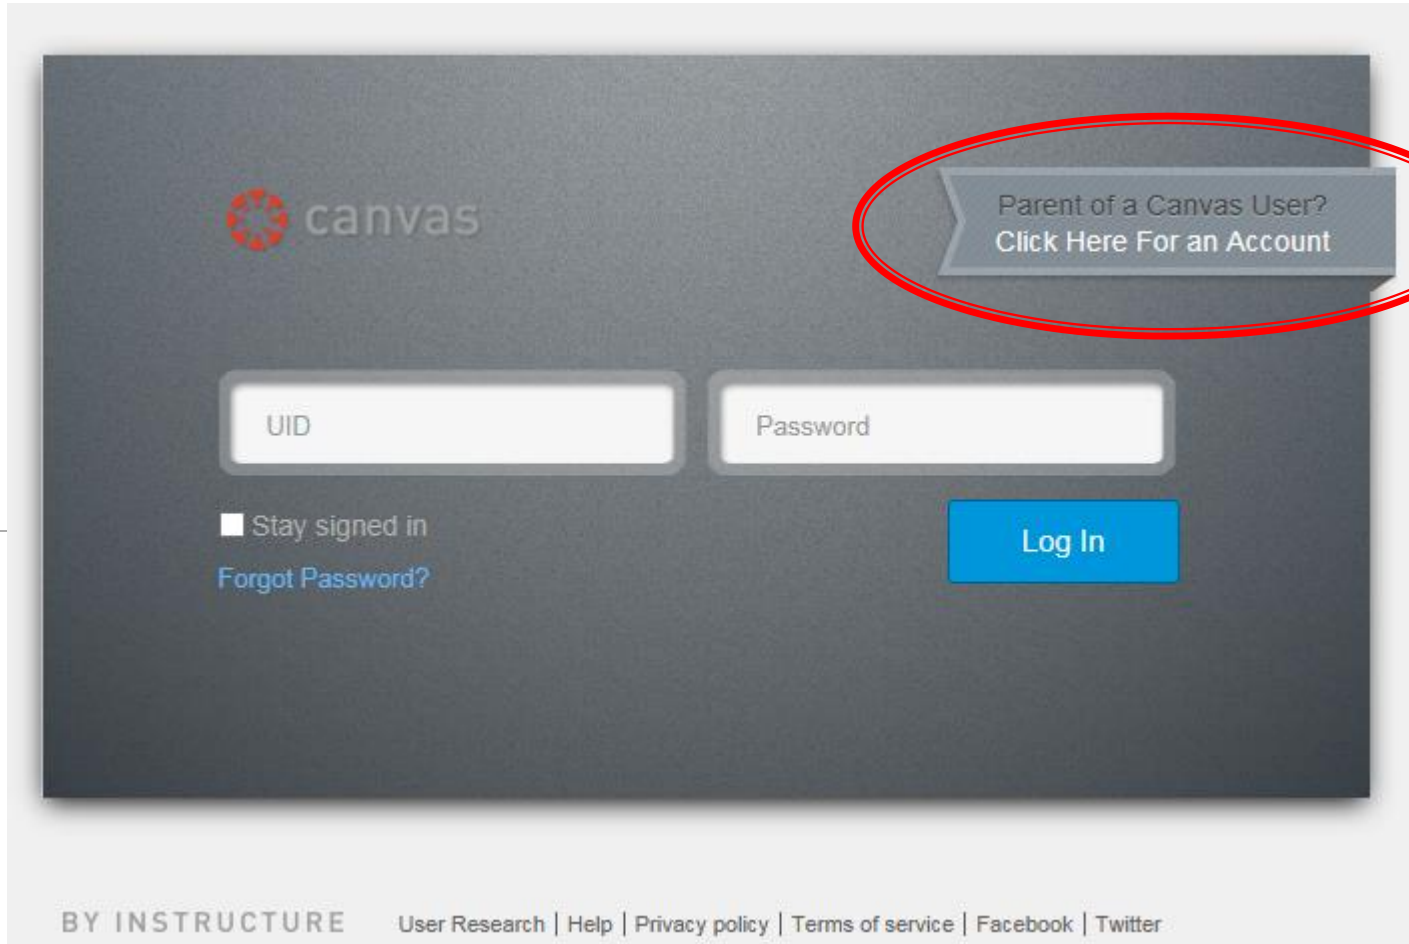 canvas
Parent of a Canvas User?
Click Here For an Account
UID
Password
Stay signed in
Log In
Forgot Password?
BY INSTRUCTURE
User Research | Help | Privacy policy | Terms of service | Facebook | Twitter